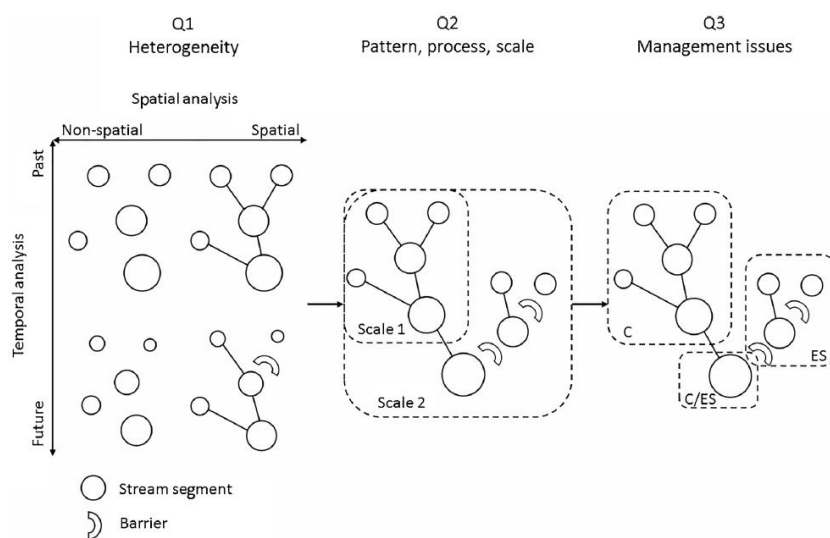 Q1
Heterogeneity
Q2
Pattern, process, scale
Q3
Management issues
Spatial analysis
Non-spatial
Spatial
Temporal analysis
Past
Future
Scale 1
Scale 2
C
ES
C/ES
Stream segment
Barrier